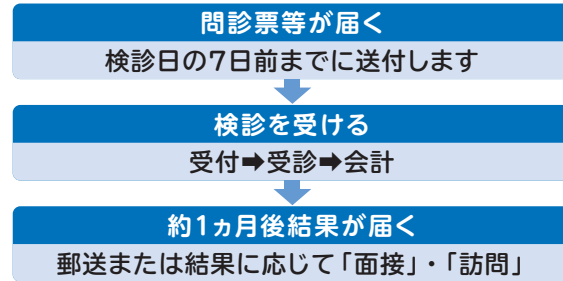 問診票等が届く
検診日の7日前までに送付します
検診を受ける
受付➡受診➡会計
約1ヵ月後結果が届く
郵送または結果に応じて「面接」・「訪問」